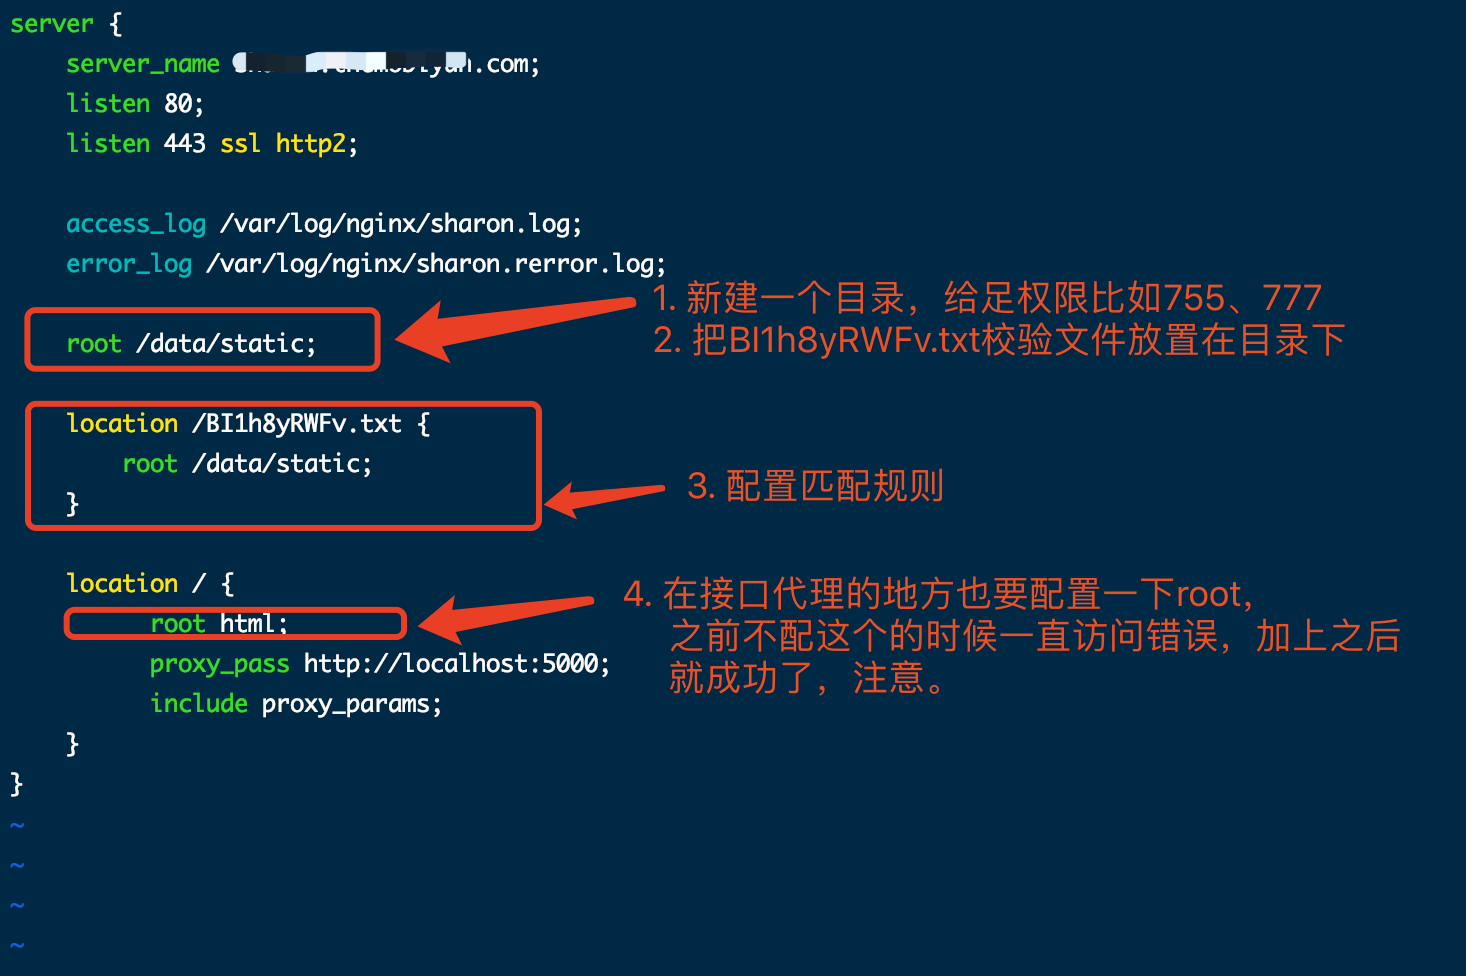 server {
server_name .com;
listen 80;
listen 443 ssl http2;
access_log /var/log/nginx/sharon.log;
error_log /var/log/nginx/sharon.rerror.log;
1. 新建一个目录，给足权限比如755、777
root /data/static;
2. 把BI1h8yRWFv.txt校验文件放置在目录下
location /BI1h8yRWFv.txt {
root /data/static;
}
3. 配置匹配规则
location / {
4. 在接口代理的地方也要配置一下root，
root html;
之前不配这个的时候一直访问错误，加上之后
proxy_pass http://localhost:5000;
就成功了，注意。
include proxy_params;
}
}
~
~
~
~